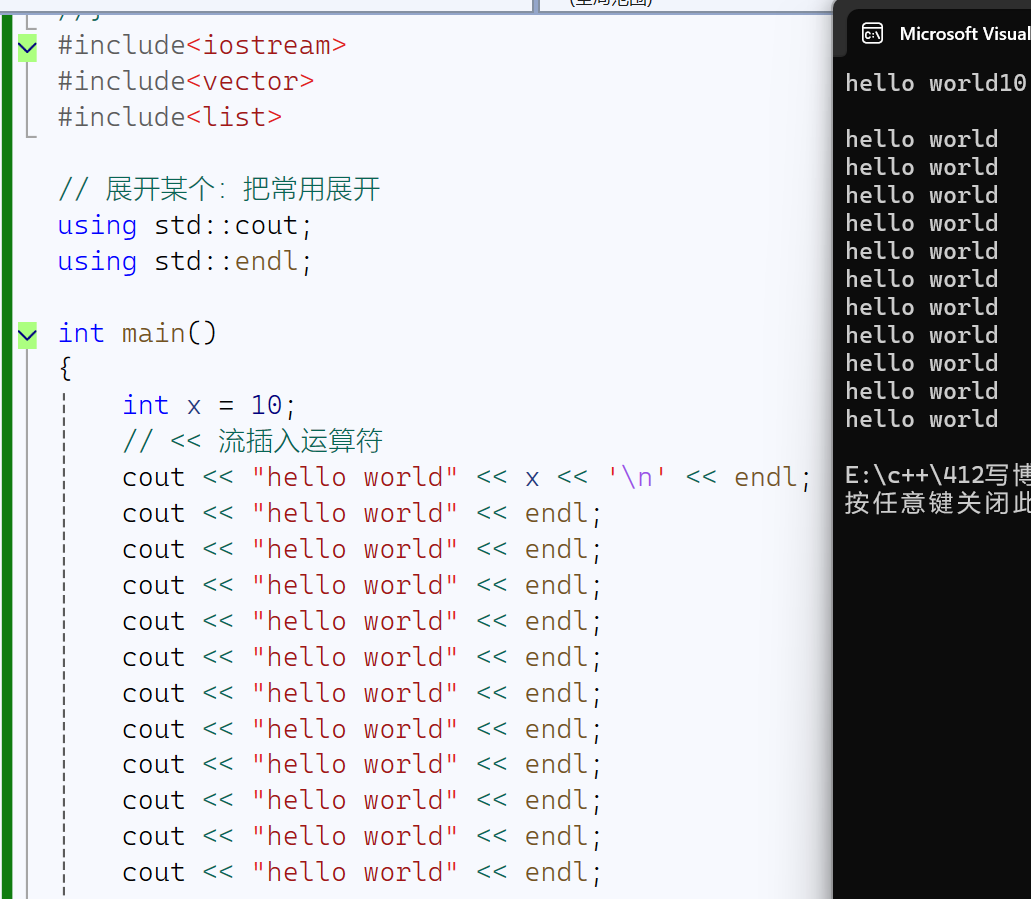 (全局范围)
//}
#include<iostream>
#include<vector>
#include<list>
// 展开某个：把常用展开
using std::cout;
using std::endl;
int main()
{
int x = 10;
// << 流插入运算符
cout << "hello world" << x << '\n' << endl;
cout << "hello world" << endl;
cout << "hello world" << endl;
cout << "hello world" << endl;
cout << "hello world" << endl;
cout << "hello world" << endl;
cout << "hello world" << endl;
cout << "hello world" << endl;
cout << "hello world" << endl;
cout << "hello world" << endl;
cout << "hello world" << endl;
cout << "hello world" << endl;
Microsoft Visual
hello world10
hello world
hello world
hello world
hello world
hello world
hello world
hello world
hello world
hello world
hello world
hello world
E:\c++\412写博
按任意键关闭此